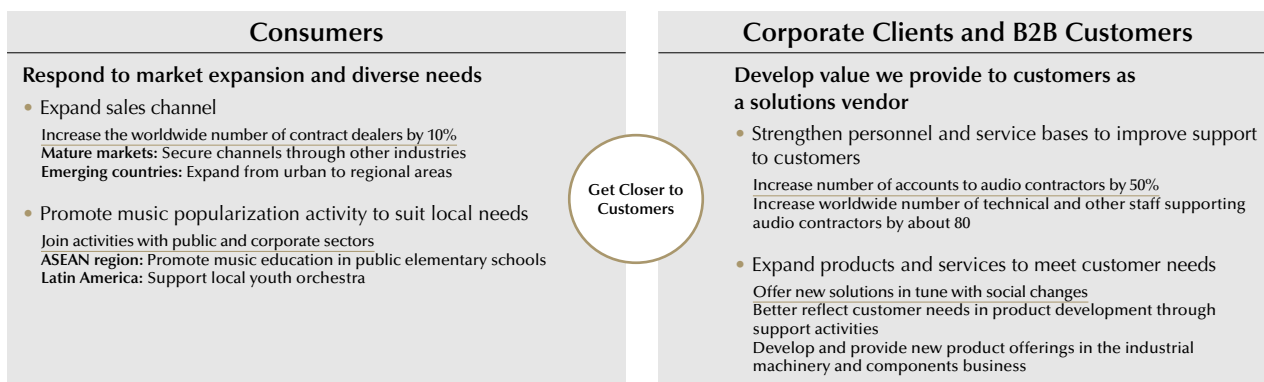 Consumers
Respond to market expansion and diverse needs
• Expand sales channel
Increase the worldwide number of contract dealers by 10%
Mature markets: Secure channels through other industries
Emerging countries: Expand from urban to regional areas
• Promote music popularization activity to suit local needs
Join activities with public and corporate sectors
ASEAN region: Promote music education in public elementary schools
Latin America: Support local youth orchestra
Get Closer to
Customers
Corporate Clients and B2B Customers
Develop value we provide to customers as
a solutions vendor
• Strengthen personnel and service bases to improve support
to customers
Increase number of accounts to audio contractors by 50%
Increase worldwide number of technical and other staff supporting
audio contractors by about 80
• Expand products and services to meet customer needs
Offer new solutions in tune with social changes
Better reflect customer needs in product development through
support activities
Develop and provide new product offerings in the industrial
machinery and components business